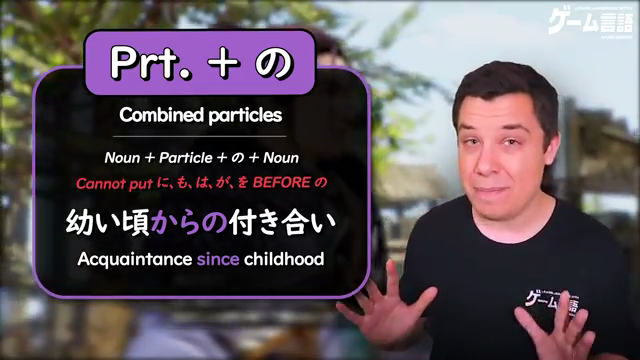 Prt. + の
Combined particles
Noun + Particle + の + Noun
Cannot put に、も、は、が、を BEFORE の
幼い頃からの付き合い
Acquaintance since childhood
ゲーム言語
ゲーム言語